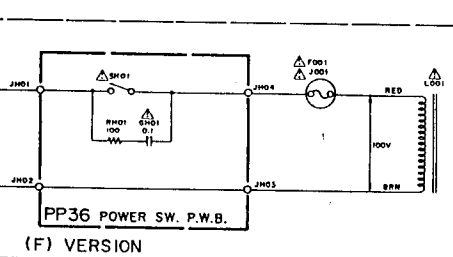 F001
J001
L001
SH01
JH01
JH04
RED
RH01
100
CH01
0.1
100V
JH02
JH03
BRN
PP36 POWER SW. P.W.B.
(F) VERSION